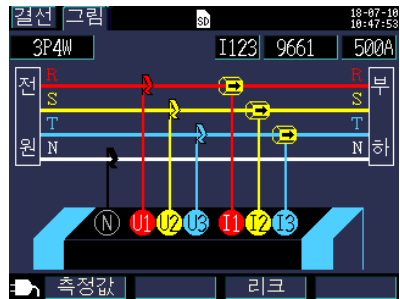 결선 그림 SD 18-07-10
10:47:53
3P4W I123 9661 500A
전원 R R 부하
S S
T T
N N
N U1 U2 U3 I1 I2 I3
측정값 리크